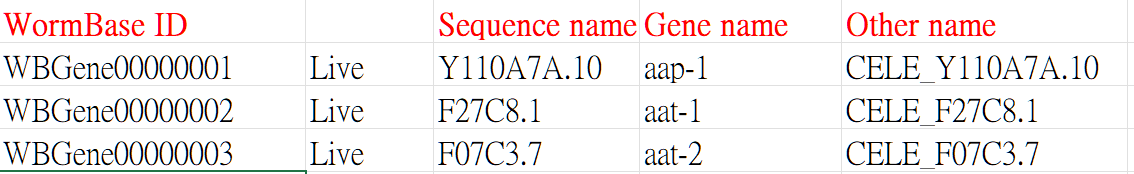 WormBase ID Sequence name Gene name Other name
WBGene00000001 Live Y110A7A.10 aap-1 CELE_Y110A7A.10
WBGene00000002 Live F27C8.1 aat-1 CELE_F27C8.1
WBGene00000003 Live F07C3.7 aat-2 CELE_F07C3.7